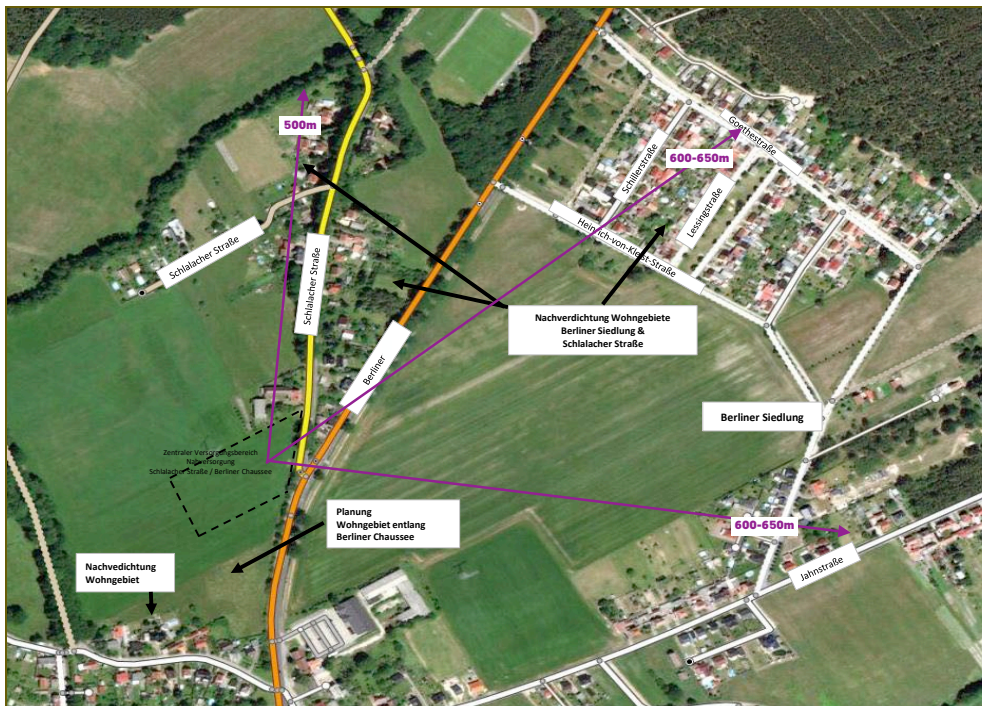 500m
Goethestraße
600-650m
Schillerstraße
Lessingstraße
Heinrich-von-Kleist-Straße
Schlalacher Straße
Schlalacher Straße
Nachverdichtung Wohngebiete
Berliner Siedlung &
Schlalacher Straße
Berliner
Berliner Siedlung
Zentraler Versorgungsbereich
Nahversorgung
Schlalacher Straße / Berliner Chaussee
Planung
Wohngebiet entlang
Berliner Chaussee
600-650m
Nachvedichtung
Wohngebiet
Jahnstraße